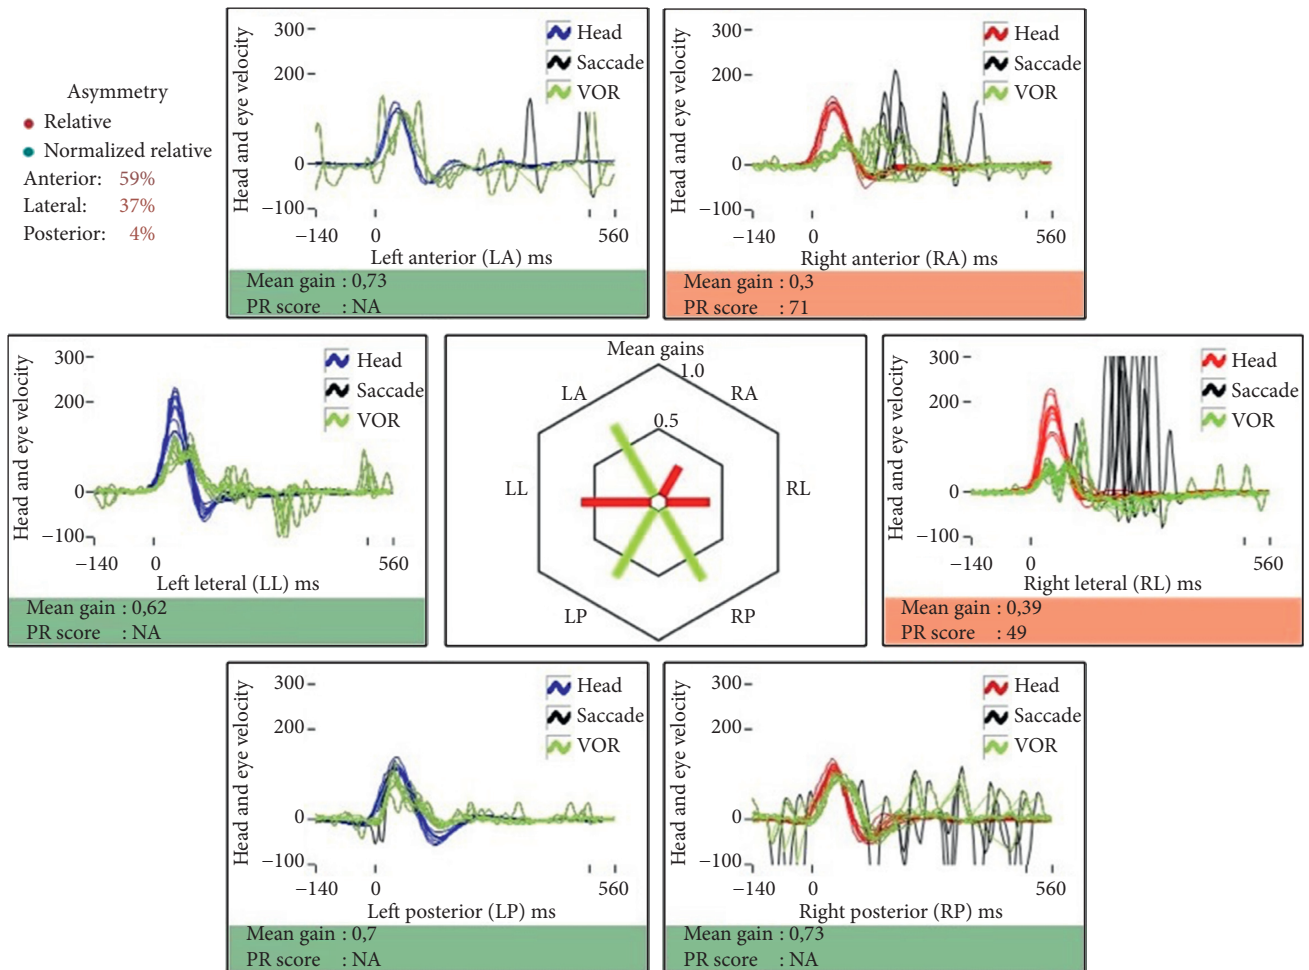 Asymmetry
Relative
Normalized relative
Anterior: 59%
Lateral: 37%
Posterior: 4%
Head and eye velocity
300
200
0
−100
−140 0 560
Head
Saccade
VOR
Left anterior (LA) ms
Mean gain : 0,73
PR score : NA
Head and eye velocity
300
200
0
−100
−140 0 560
Head
Saccade
VOR
Right anterior (RA) ms
Mean gain : 0,3
PR score : 71
Head and eye velocity
300
200
0
−100
−140 0 560
Head
Saccade
VOR
Left leteral (LL) ms
Mean gain : 0,62
PR score : NA
Mean gains
1.0
0.5
LA RA
LL RL
LP RP
Head and eye velocity
300
200
0
−100
−140 0 560
Head
Saccade
VOR
Right leteral (RL) ms
Mean gain : 0,39
PR score : 49
Head and eye velocity
300
200
0
−100
−140 0 560
Head
Saccade
VOR
Left posterior (LP) ms
Mean gain : 0,7
PR score : NA
Head and eye velocity
300
200
0
−100
−140 0 560
Head
Saccade
VOR
Right posterior (RP) ms
Mean gain : 0,73
PR score : NA